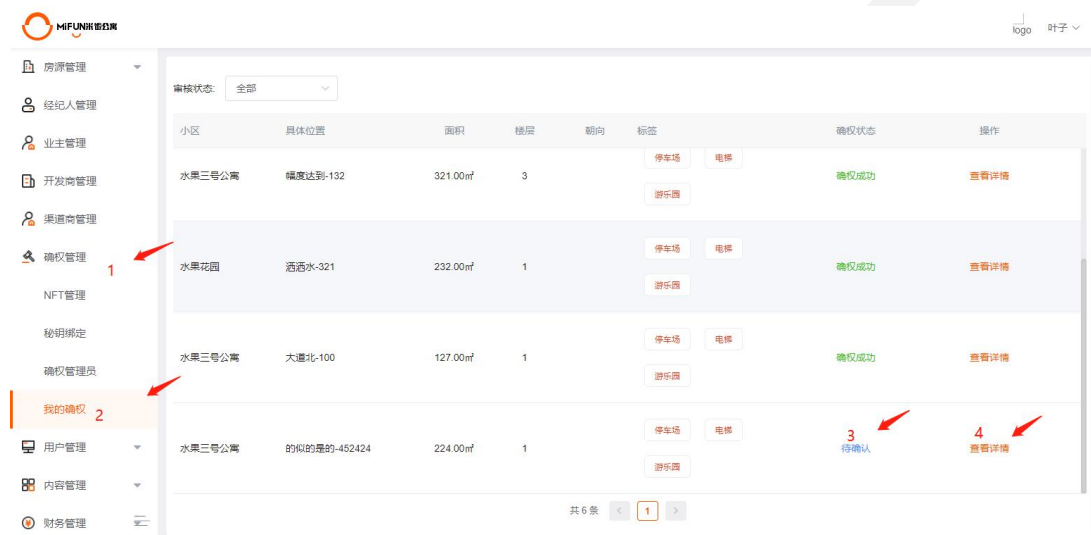 MiFUN米饭公寓
logo 叶子
房源管理
经纪人管理
业主管理
开发商管理
渠道商管理
确权管理
1
NFT管理
秘钥绑定
确权管理员
我的确权
2
用户管理
内容管理
财务管理
审核状态: 全部
小区 具体位置 面积 楼层 朝向 标签 确权状态 操作
停车场 电梯
水果三号公寓 幅度达到-132 321.00㎡ 3 确权成功 查看详情
游乐园
停车场 电梯
水果花园 洒洒水-321 232.00㎡ 1 确权成功 查看详情
游乐园
停车场 电梯
水果三号公寓 大道北-100 127.00㎡ 1 确权成功 查看详情
游乐园
停车场 电梯
3 4
水果三号公寓 的似的是的-452424 224.00㎡ 1 待确认 查看详情
游乐园
共 6 条 < 1 >